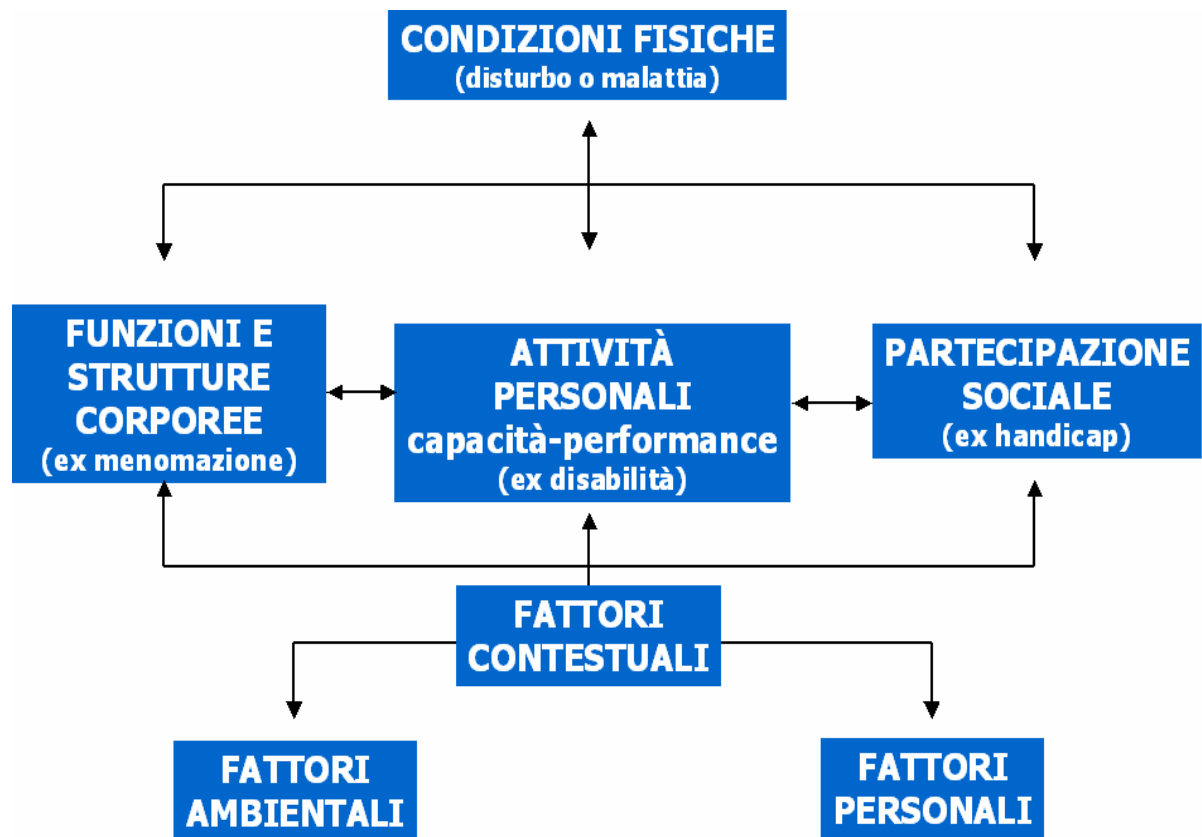 CONDIZIONI FISICHE
(disturbo o malattia)
FUNZIONI E
STRUTTURE
CORPOREE
(ex menomazione)
ATTIVITÀ
PERSONALI
capacità-performance
(ex disabilità)
PARTECIPAZIONE
SOCIALE
(ex handicap)
FATTORI
CONTESTUALI
FATTORI
AMBIENTALI
FATTORI
PERSONALI